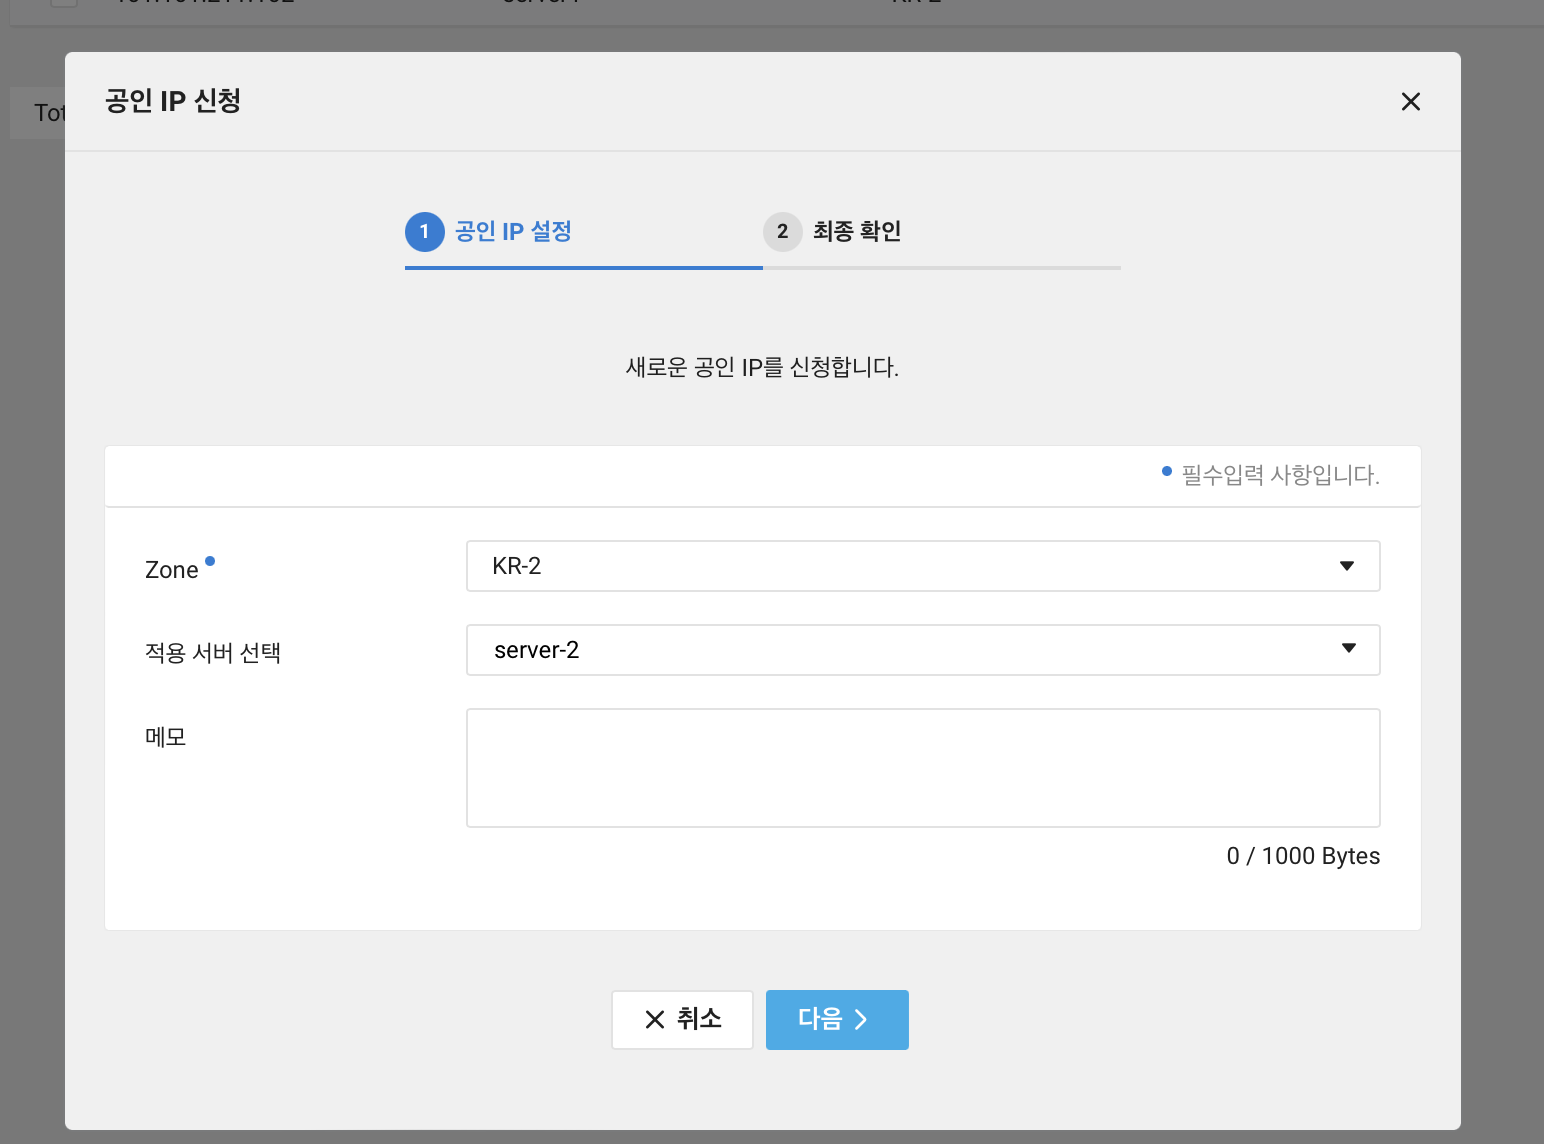 Tot
공인 IP 신청
1 공인 IP 설정
2 최종 확인
새로운 공인 IP를 신청합니다.
필수입력 사항입니다.
Zone
KR-2
적용 서버 선택
server-2
메모
0 / 1000 Bytes
취소
다음